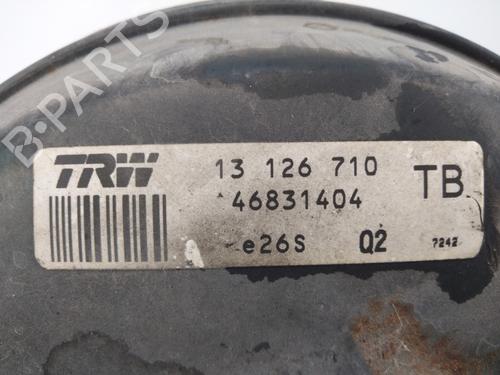 B-PARTS
TRW 13 126 710 TB
46831404
e26S Q2 7242